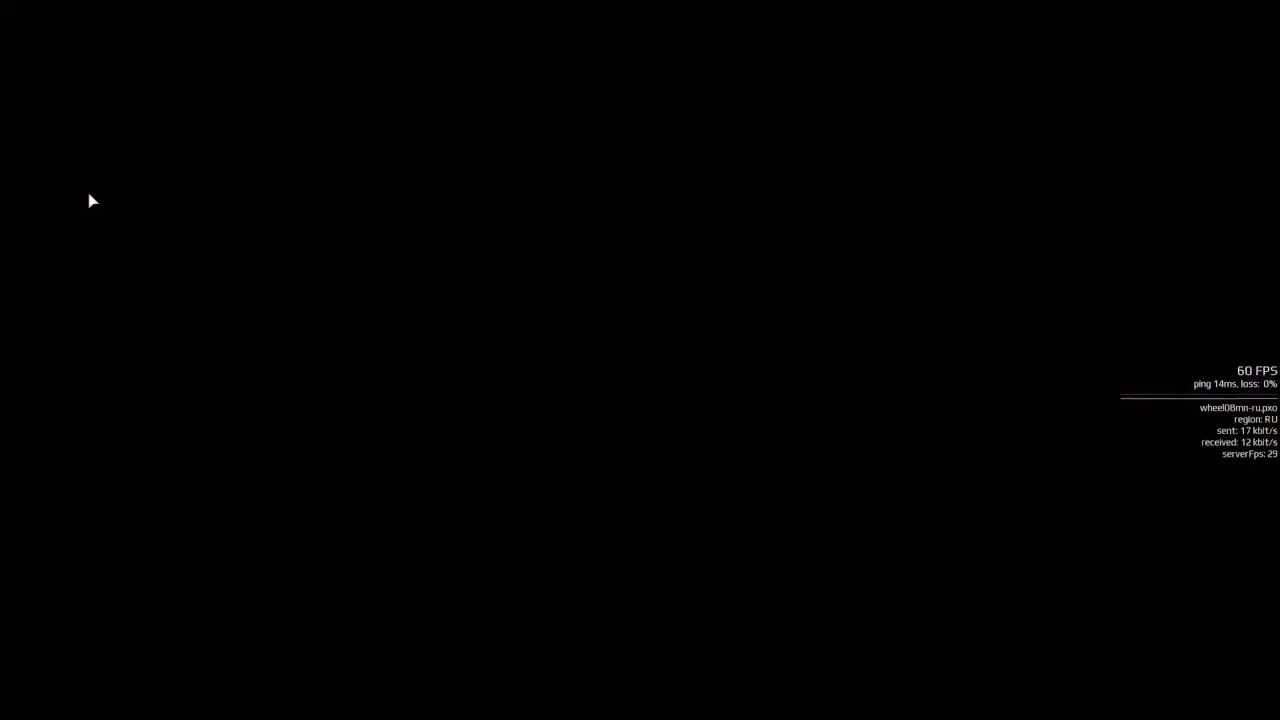 60 FPS
ping 14ms, loss: 0%
wheel08mn-ru.pxo
region: RU
sent: 17 kbit/s
received: 12 kbit/s
serverFps: 29